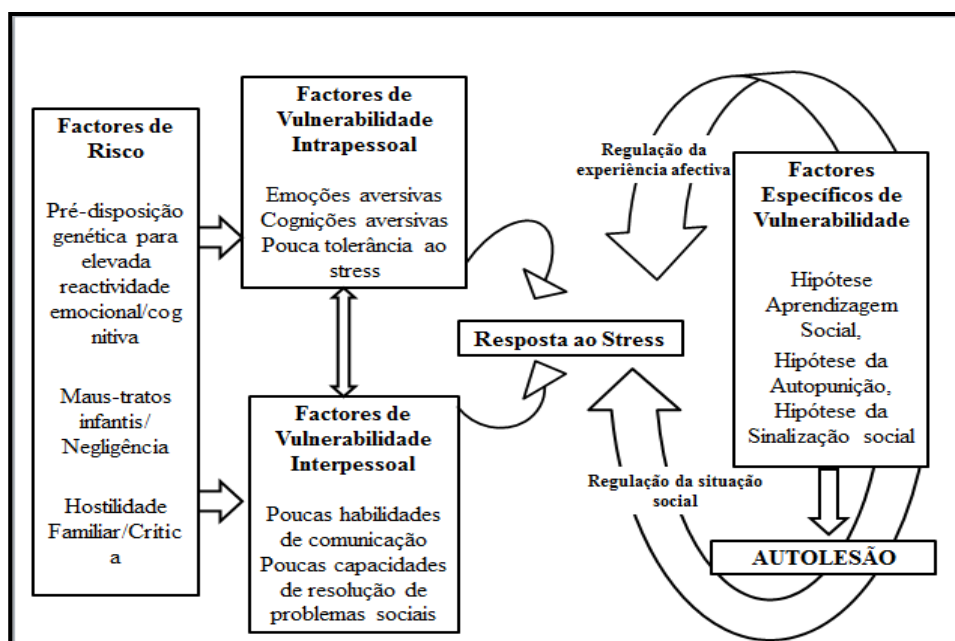 Factores de
Risco
Pré-disposição
genética para
elevada
reactividade
emocional/cog
nitiva
Maus-tratos
infantis/
Negligência
Hostilidade
Familiar/Crític
a
Factores de
Vulnerabilidade
Intrapessoal
Emoções aversivas
Cognições aversivas
Pouca tolerância ao
stress
Factores de
Vulnerabilidade
Interpessoal
Poucas habilidades
de comunicação
Poucas capacidades
de resolução de
problemas sociais
Resposta ao Stress
Regulação da
experiência afectiva
Regulação da situação
social
Factores
Específicos de
Vulnerabilidade
Hipótese
Aprendizagem
Social,
Hipótese da
Autopunição,
Hipótese da
Sinalização social
AUTOLESÃO